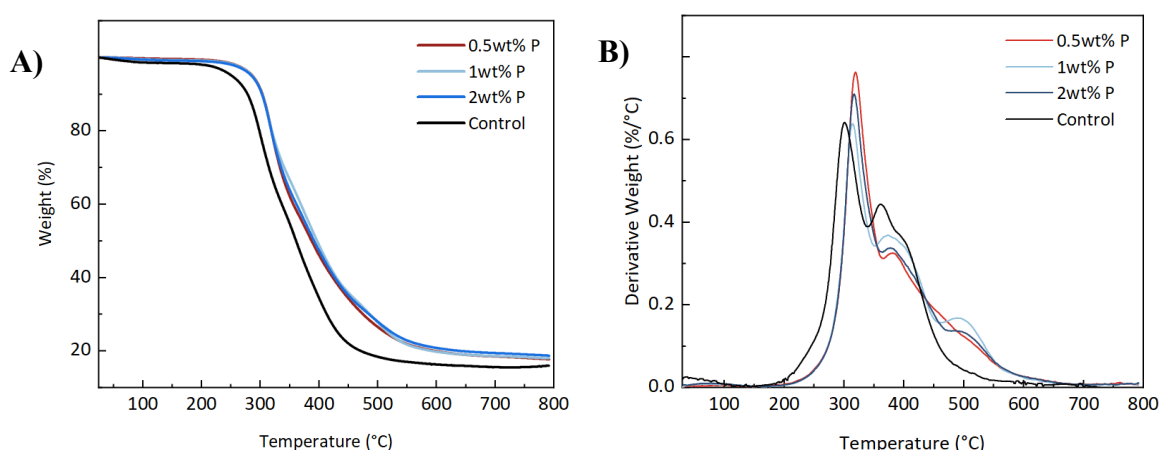 A)
0.5wt% P
1wt% P
2wt% P
Control
80
60
40
20
Weight (%)
100 200 300 400 500 600 700 800
Temperature (°C)
B)
0.5wt% P
1wt% P
2wt% P
Control
0.6
0.4
0.2
0.0
Derivative Weight (%/°C)
100 200 300 400 500 600 700 800
Temperature (°C)